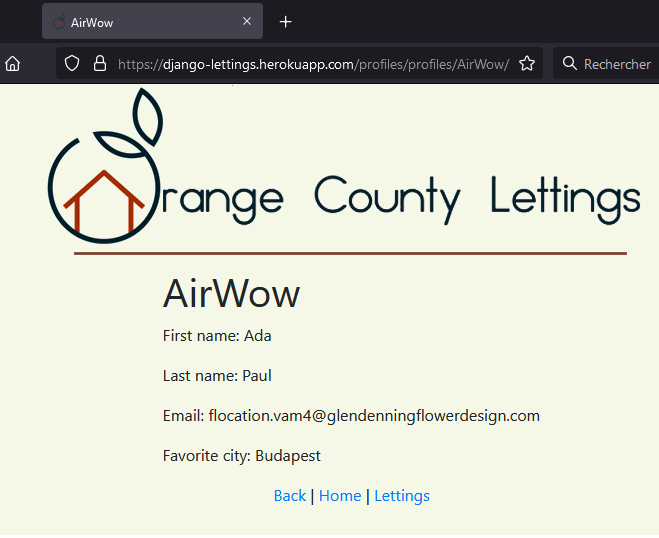 AirWow
https://django-lettings.herokuapp.com/profiles/profiles/AirWow/
Rechercher
Orange County Lettings
AirWow
First name: Ada
Last name: Paul
Email: flocation.vam4@glendenningflowerdesign.com
Favorite city: Budapest
Back | Home | Lettings